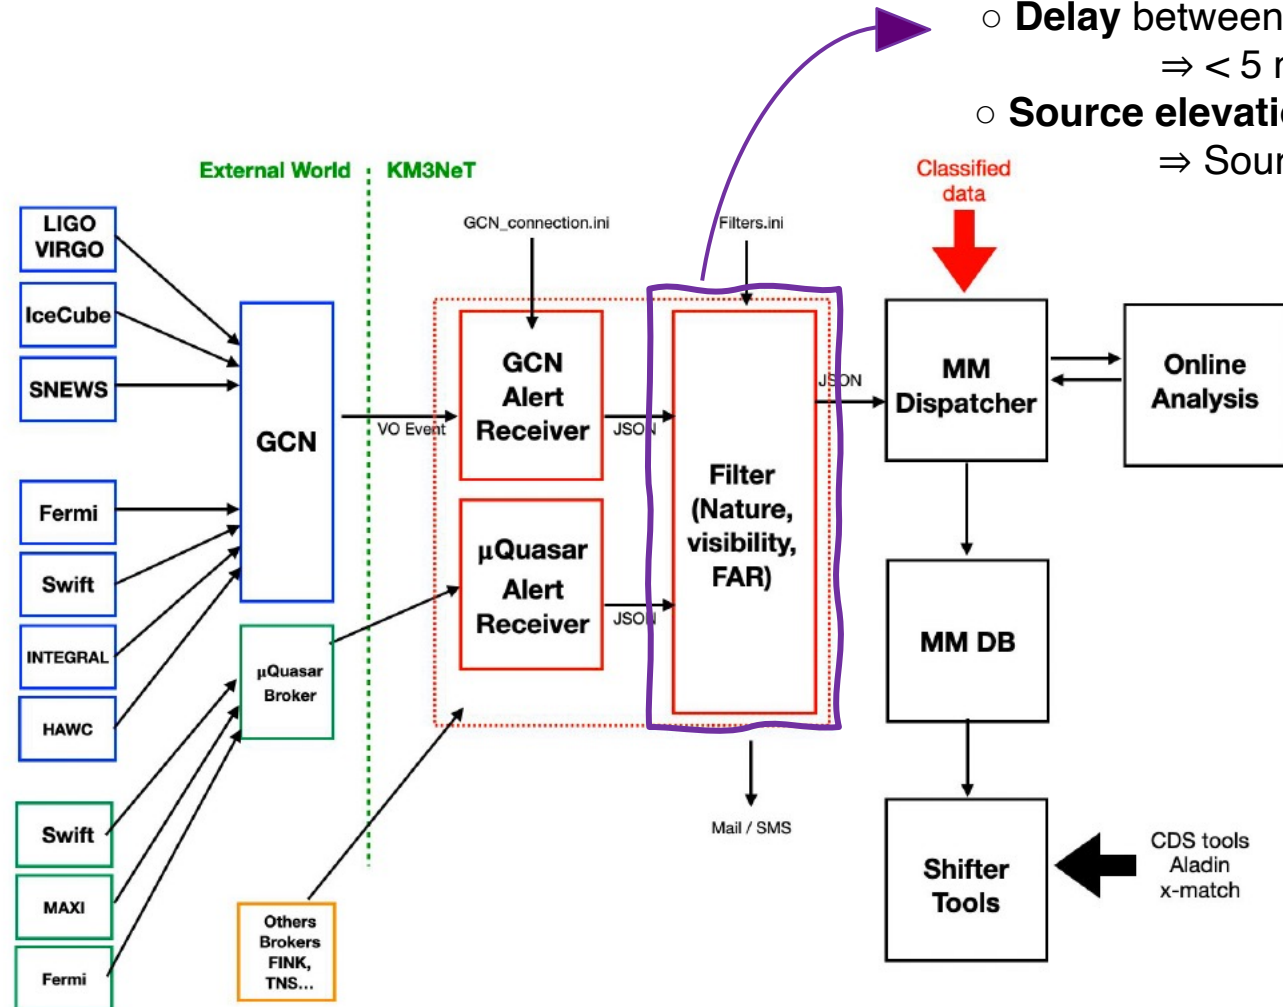 ○ Delay between
⇒ < 5
○ Source elevati
⇒ Sour
External World
KM3NeT
Classified
data
LIGO
VIRGO
IceCube
SNEWS
Fermi
Swift
INTEGRAL
HAWC
Swift
MAXI
Fermi
GCN
μQuasar
Broker
Others
Brokers
FINK,
TNS...
VO Event
GCN_connection.ini
GCN
Alert
Receiver
JSON
μQuasar
Alert
Receiver
JSON
Filters.ini
Filter
(Nature,
visibility,
FAR)
JSON
Mail / SMS
MM
Dispatcher
Online
Analysis
MM DB
Shifter
Tools
CDS tools
Aladin
x-match